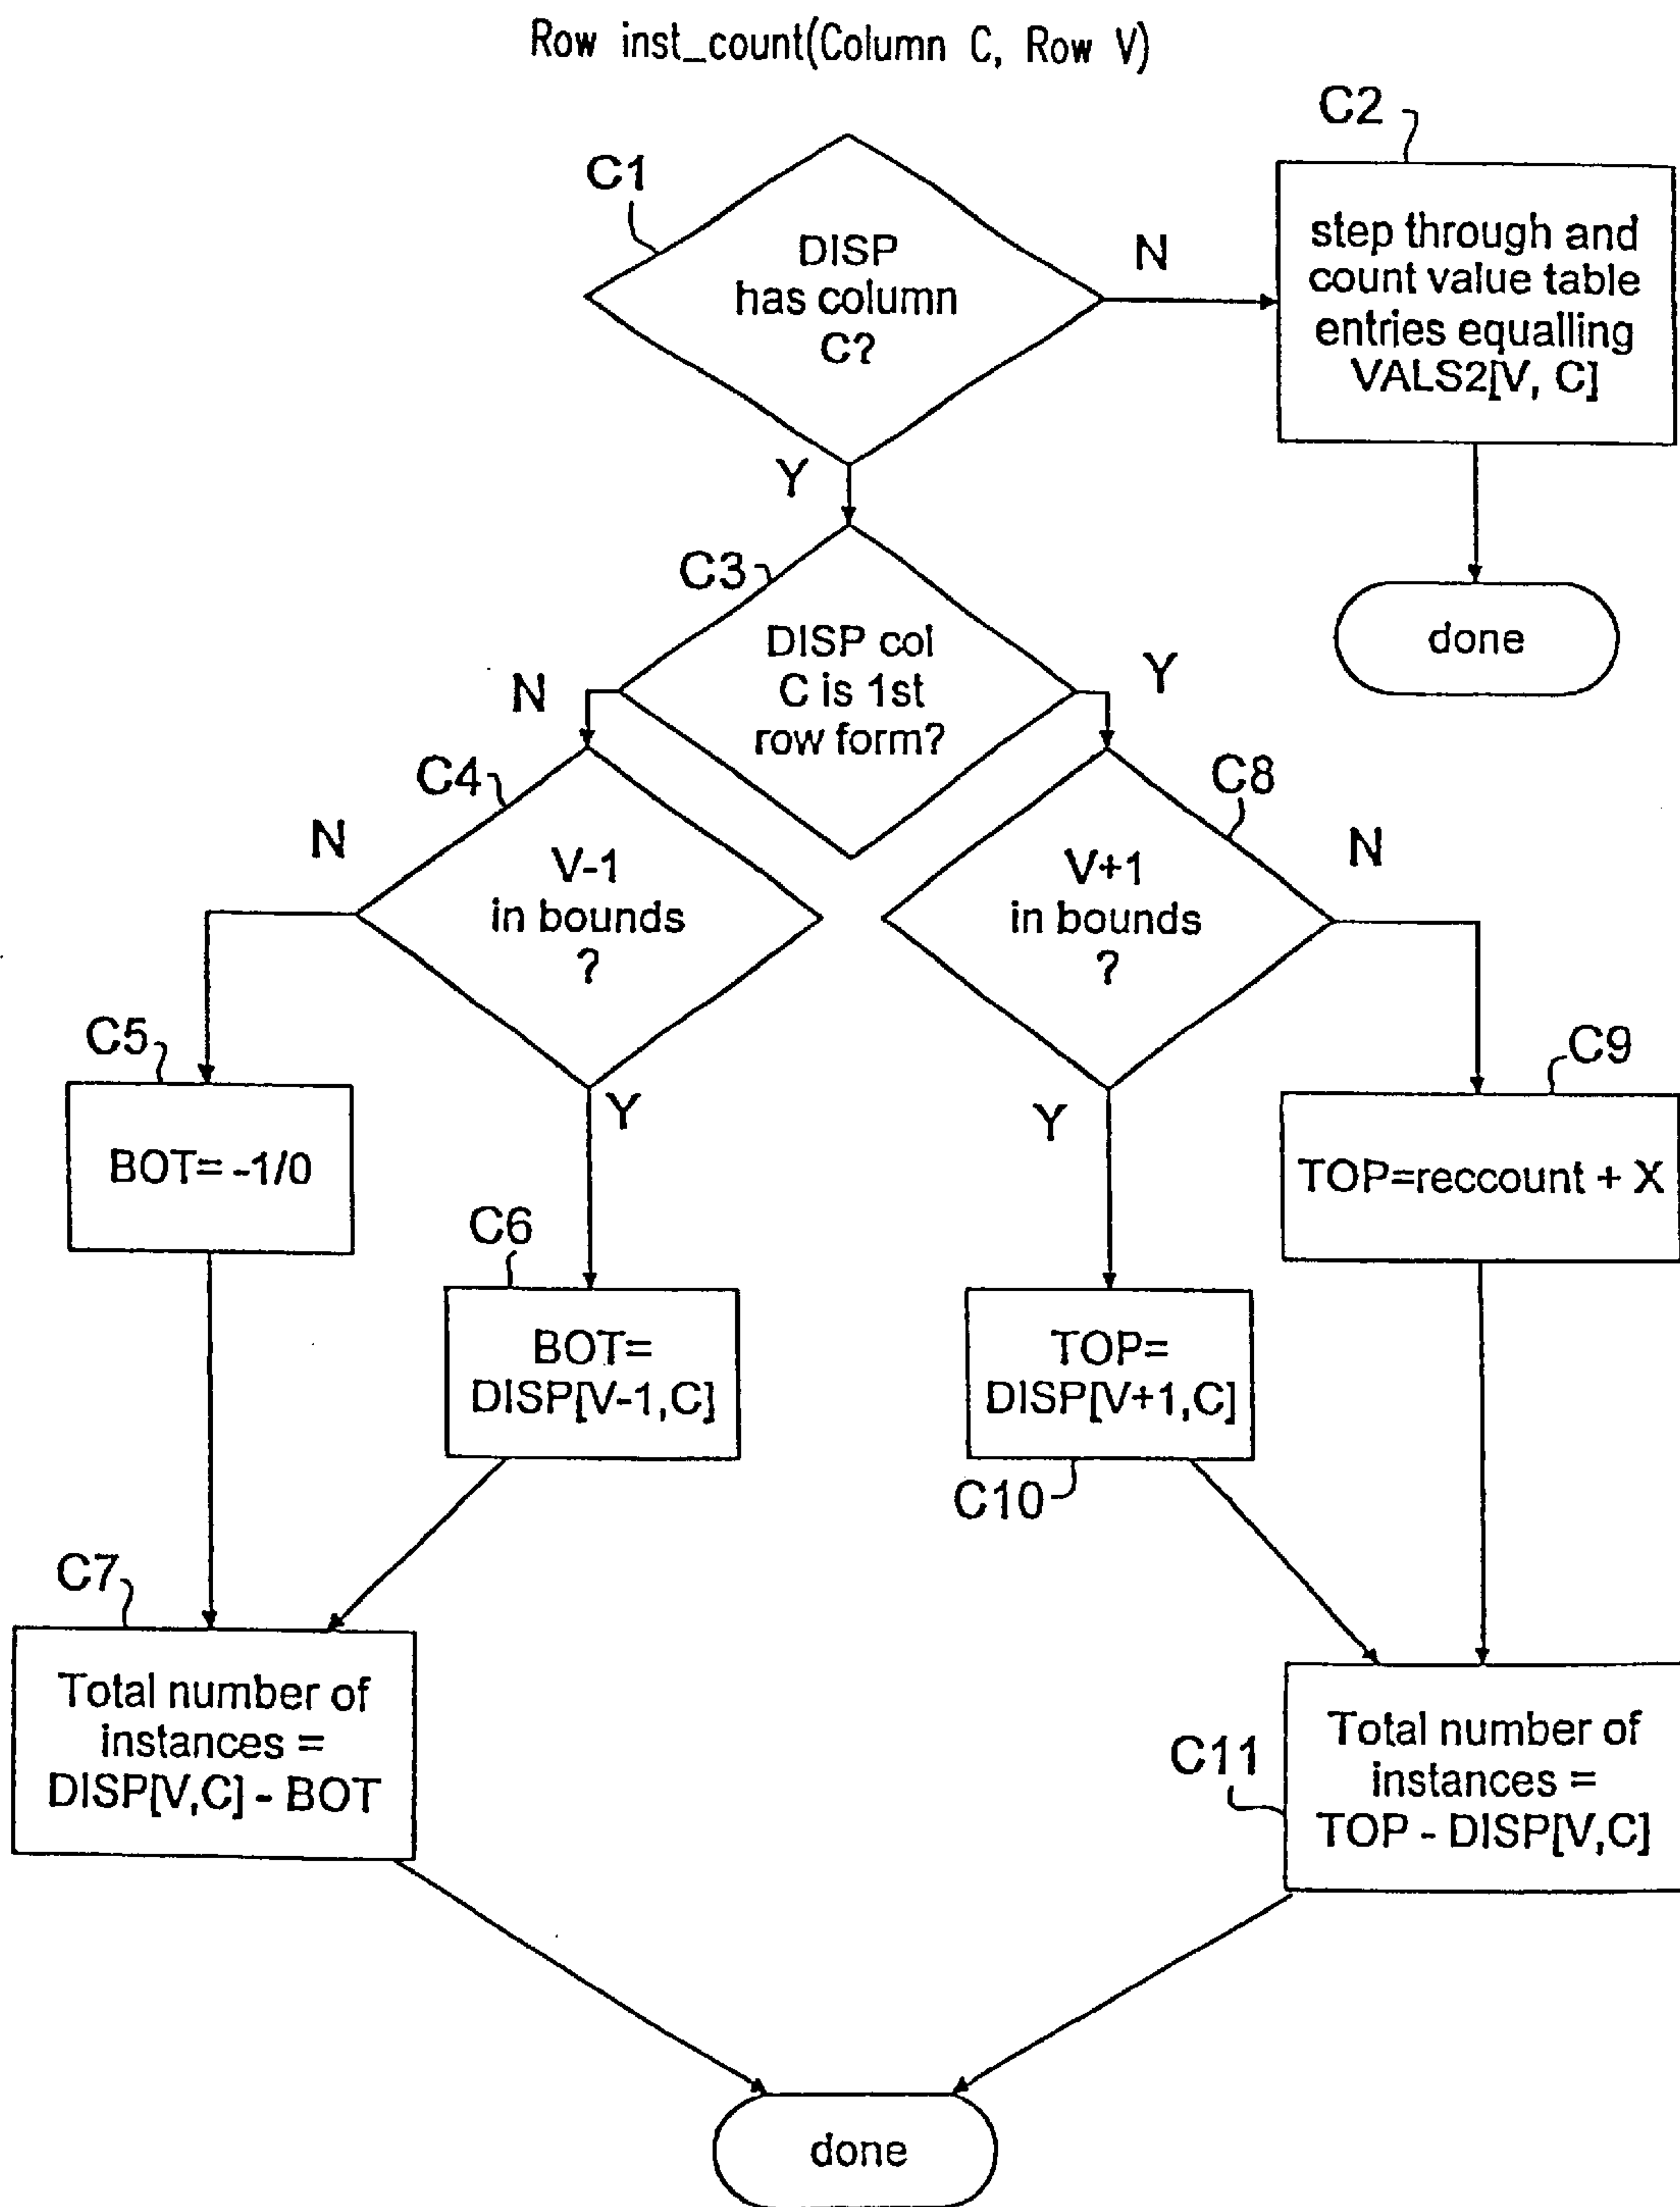 Row inst_count(Column C, Row V)
C1
DISP
has column
C?
N
C2
step through and
count value table
entries equalling
VALS2[V, C]
done
Y
C3
DISP col
C is 1st
row form?
N
Y
C4
V-1
in bounds
?
N
Y
C5
BOT= -1/0
C6
BOT=
DISP[V-1,C]
C7
Total number of
instances =
DISP[V,C] - BOT
C8
V+1
in bounds
?
N
Y
C9
TOP=reccount + X
TOP=
DISP[V+1,C]
C10
C11
Total number of
instances =
TOP - DISP[V,C]
done